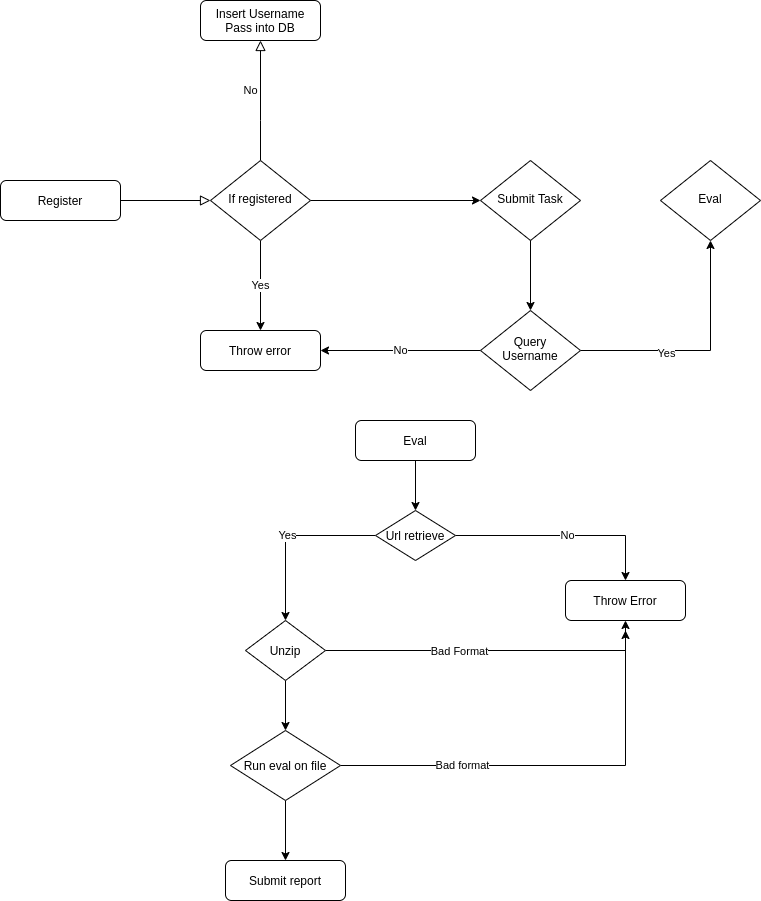 Insert Username
Pass into DB
No
Register
If registered
Submit Task
Eval
Yes
Throw error
No
Query
Username
Yes
Eval
Yes
Url retrieve
No
Throw Error
Unzip
Bad Format
Run eval on file
Bad format
Submit report